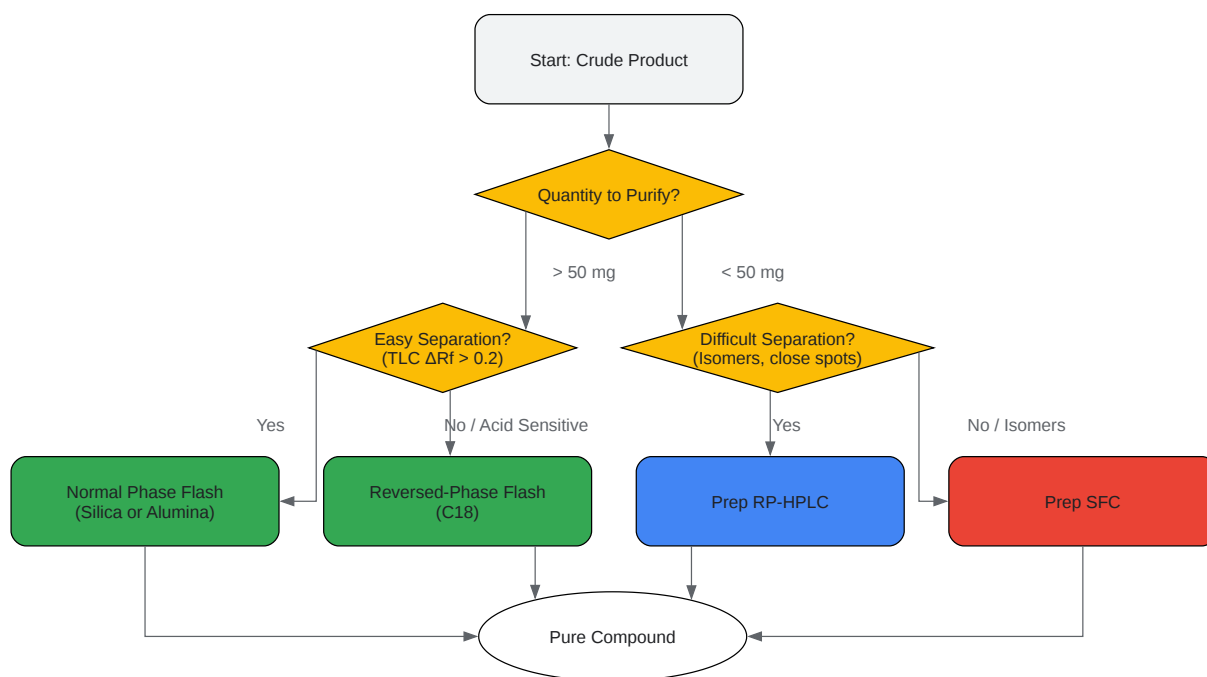 Start: Crude Product
Quantity to Purify?
> 50 mg
< 50 mg
Easy Separation?
(TLC ΔRf > 0.2)
Difficult Separation?
(Isomers, close spots)
Yes
No / Acid Sensitive
Yes
No / Isomers
Normal Phase Flash
(Silica or Alumina)
Reversed-Phase Flash
(C18)
Prep RP-HPLC
Prep SFC
Pure Compound